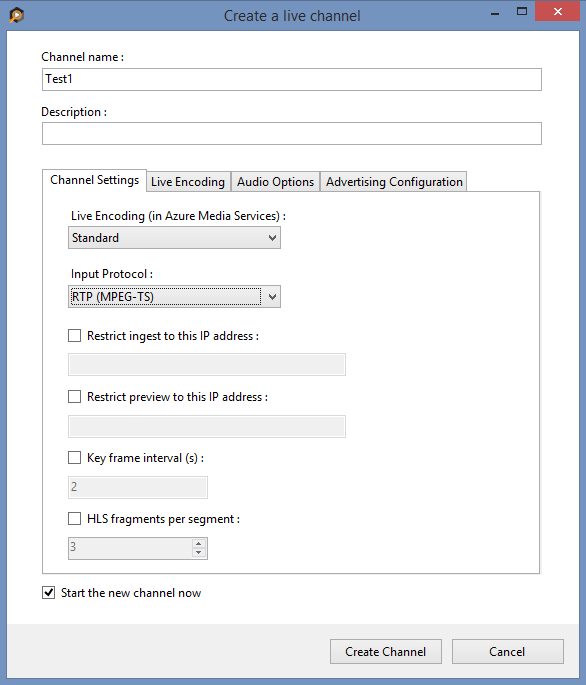 Create a live channel
Channel name :
Test1
Description :
Channel Settings
Live Encoding
Audio Options
Advertising Configuration
Live Encoding (in Azure Media Services) :
Standard
Input Protocol :
RTP (MPEG-TS)
Restrict ingest to this IP address :
Restrict preview to this IP address :
Key frame interval (s) :
2
HLS fragments per segment :
3
Start the new channel now
Create Channel
Cancel